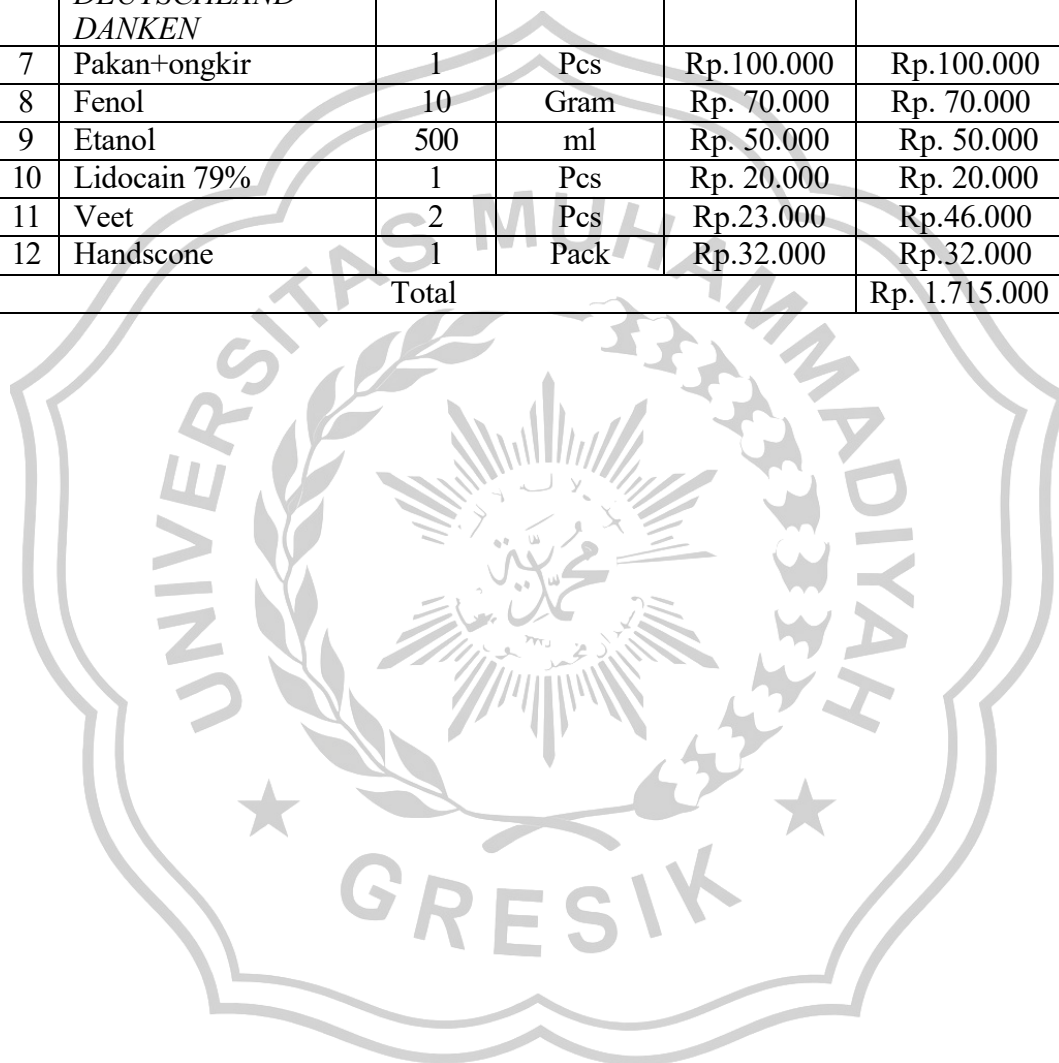 DEUTSCHLAND
DANKEN
7 Pakan+ongkir 1 Pcs Rp.100.000 Rp.100.000
8 Fenol 10 Gram Rp. 70.000 Rp. 70.000
9 Etanol 500 ml Rp. 50.000 Rp. 50.000
10 Lidocain 79% 1 Pcs Rp. 20.000 Rp. 20.000
11 Veet 2 Pcs Rp.23.000 Rp.46.000
12 Handscone 1 Pack Rp.32.000 Rp.32.000
Total Rp. 1.715.000
UNIVERSITAS MUHAMMADIYAH
محمدية
GRESIK